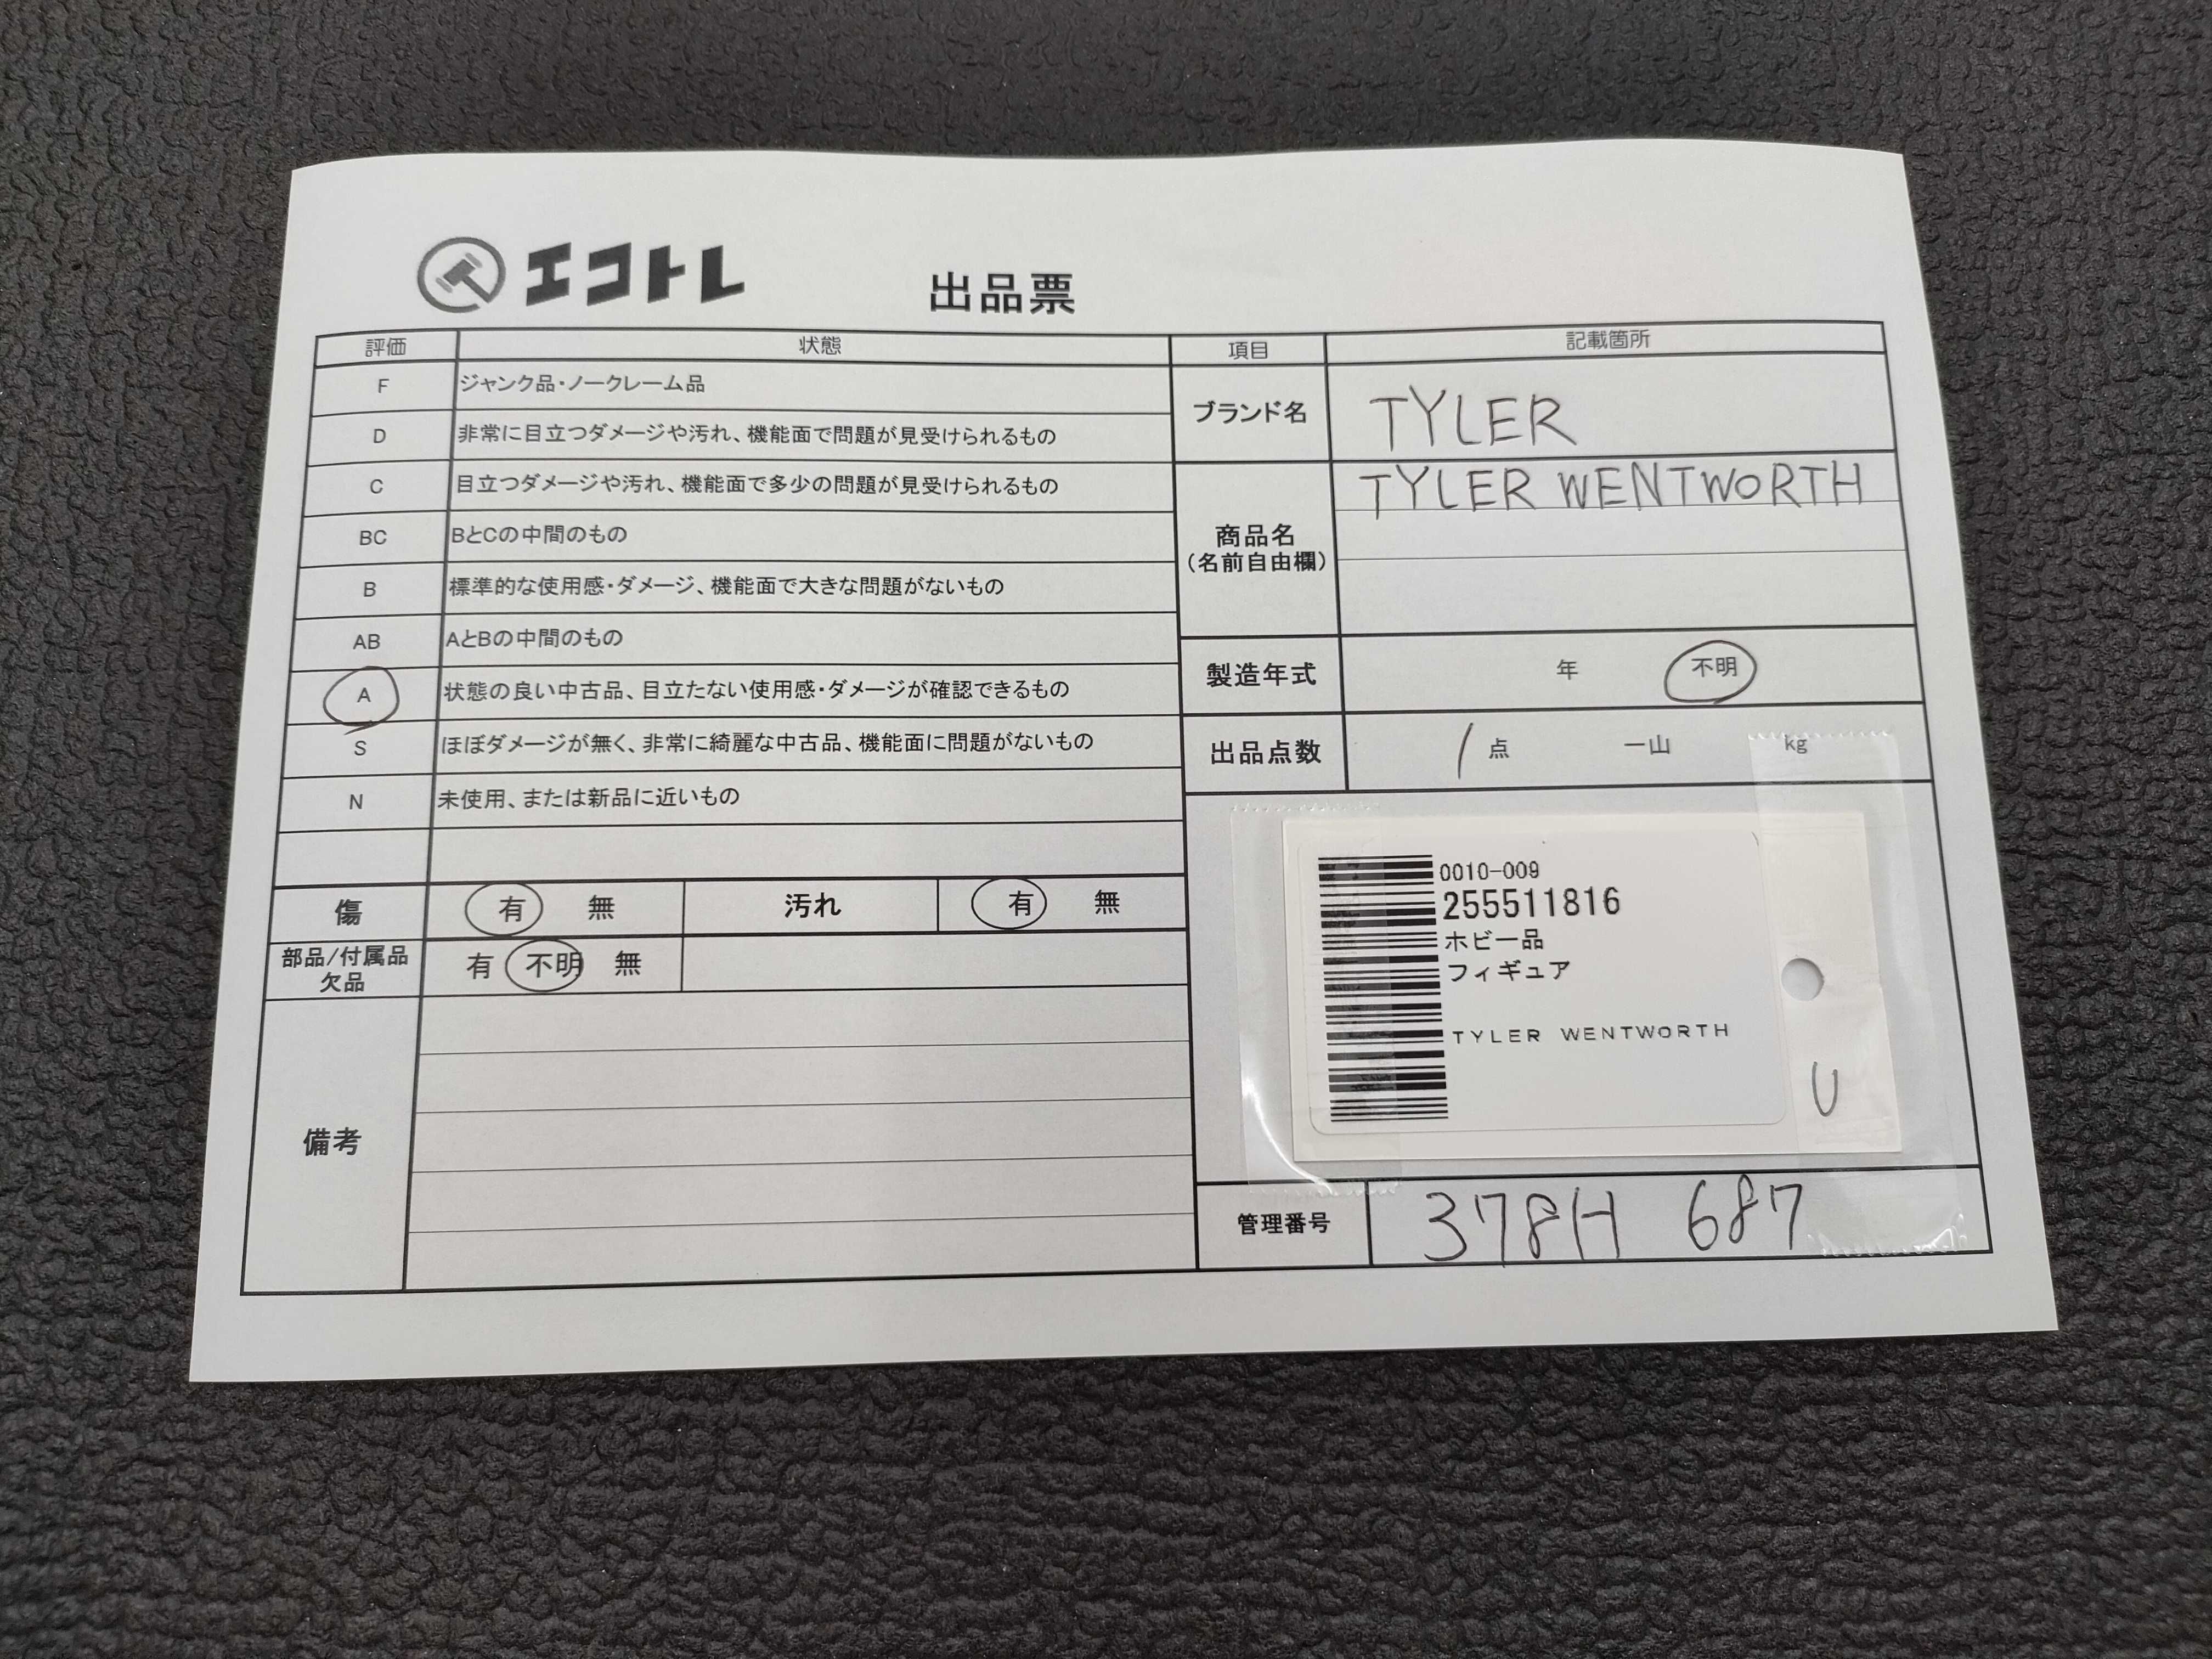 エコトレ 出品票
評価 状態
F ジャンク品・ノークレーム品
D 非常に目立つダメージや汚れ、機能面で問題が見受けられるもの
C 目立つダメージや汚れ、機能面で多少の問題が見受けられるもの
BC BとCの中間のもの
B 標準的な使用感・ダメージ、機能面で大きな問題がないもの
AB AとBの中間のもの
A 状態の良い中古品、目立たない使用感・ダメージが確認できるもの
S ほぼダメージが無く、非常に綺麗な中古品、機能面に問題がないもの
N 未使用、または新品に近いもの
傷 有 無 汚れ 有 無
部品/付属品
欠品 有 不明 無
備考
項目 記載箇所
ブランド名 TYLER
商品名
(名前自由欄)
TYLER WENTWORTH
製造年式 年 不明
出品点数 1 点 一山 kg
0010-009
255511816
ホビー品
フィギュア
TYLER WENTWORTH
U
管理番号 378H 687